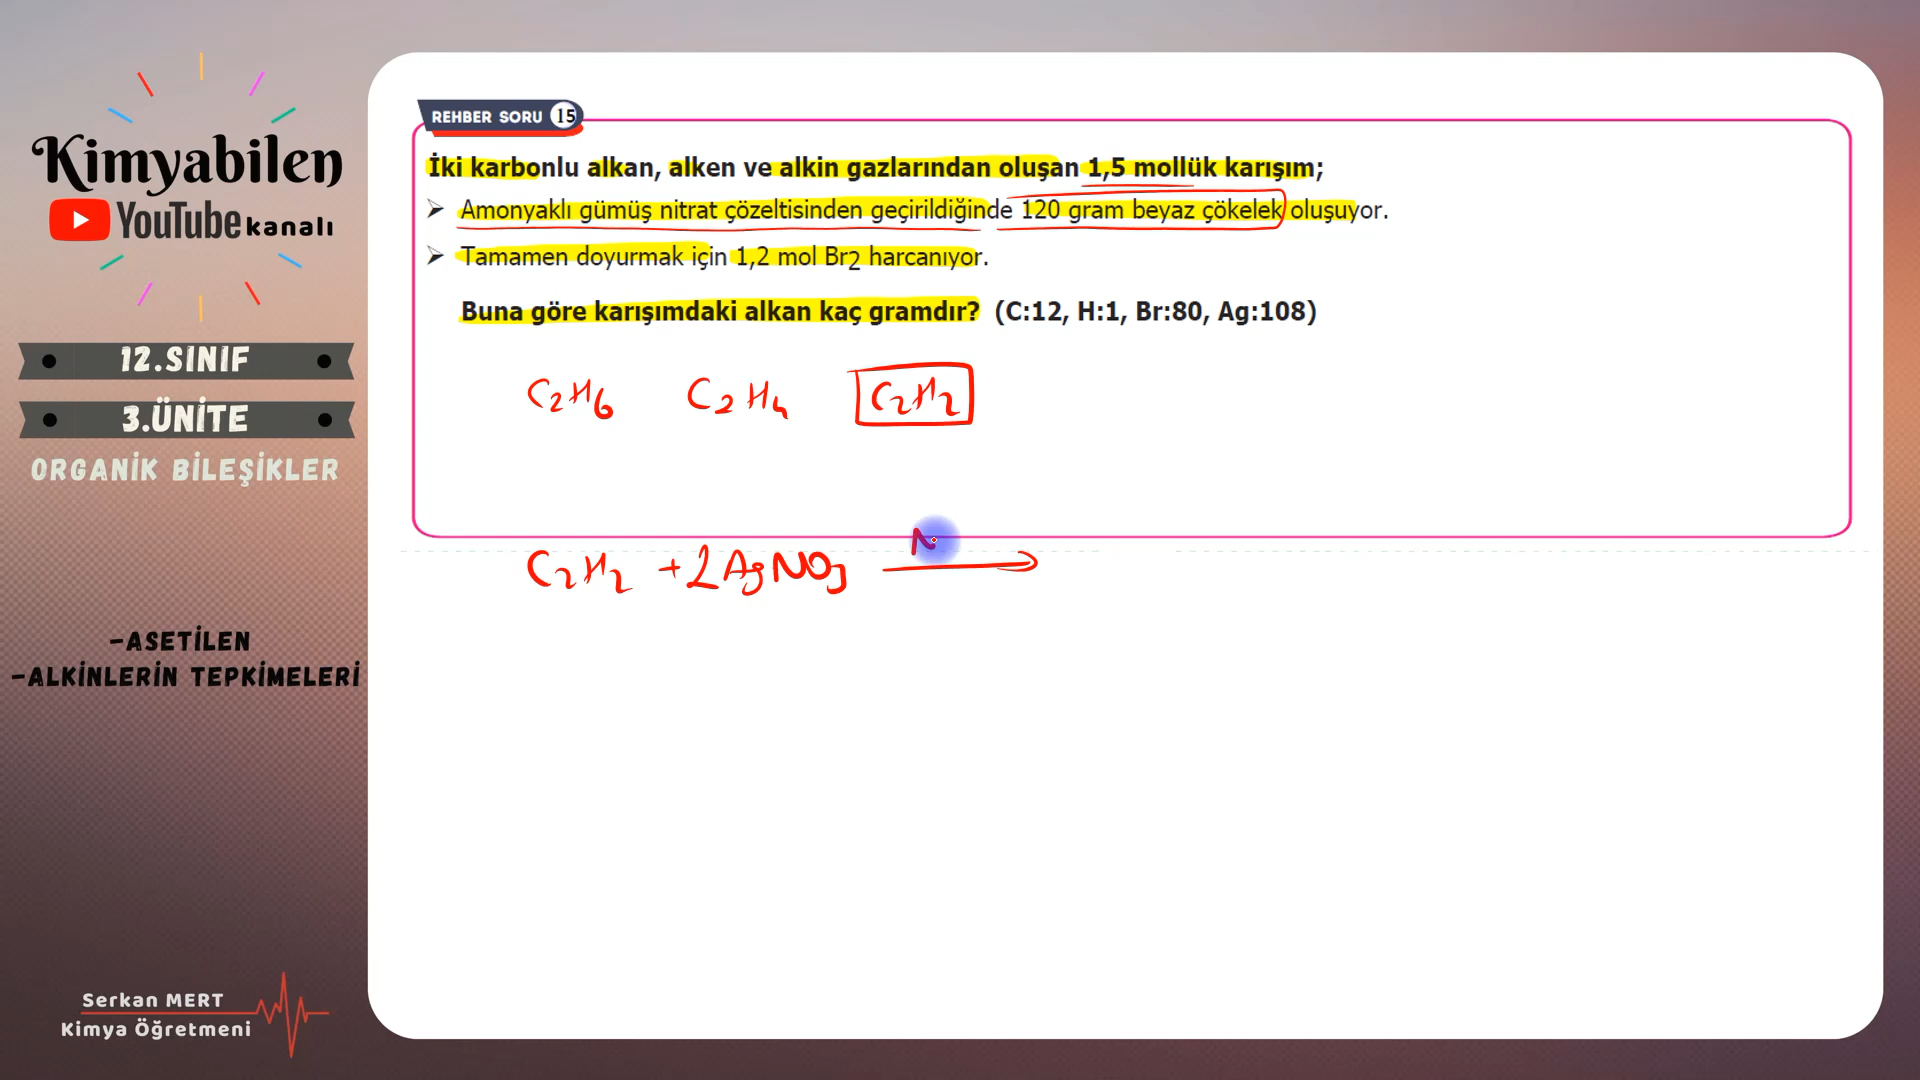 Kimyabilen
YouTube kanalı
12.SINIF
3.ÜNİTE
ORGANİK BİLEŞİKLER
-ASETİLEN
-ALKİNLERİN TEPKİMELERİ
Serkan MERT
Kimya Öğretmeni
REHBER SORU 15
İki karbonlu alkan, alken ve alkin gazlarından oluşan 1,5 mollük karışım;
➤ Amonyaklı gümüş nitrat çözeltisinden geçirildiğinde 120 gram beyaz çökelek oluşuyor.
➤ Tamamen doyurmak için 1,2 mol Br2 harcanıyor.
Buna göre karışımdaki alkan kaç gramdır? (C:12, H:1, Br:80, Ag:108)
C2H6 C2H4 C2H2
N
C2H2 + 2AgNO3 →